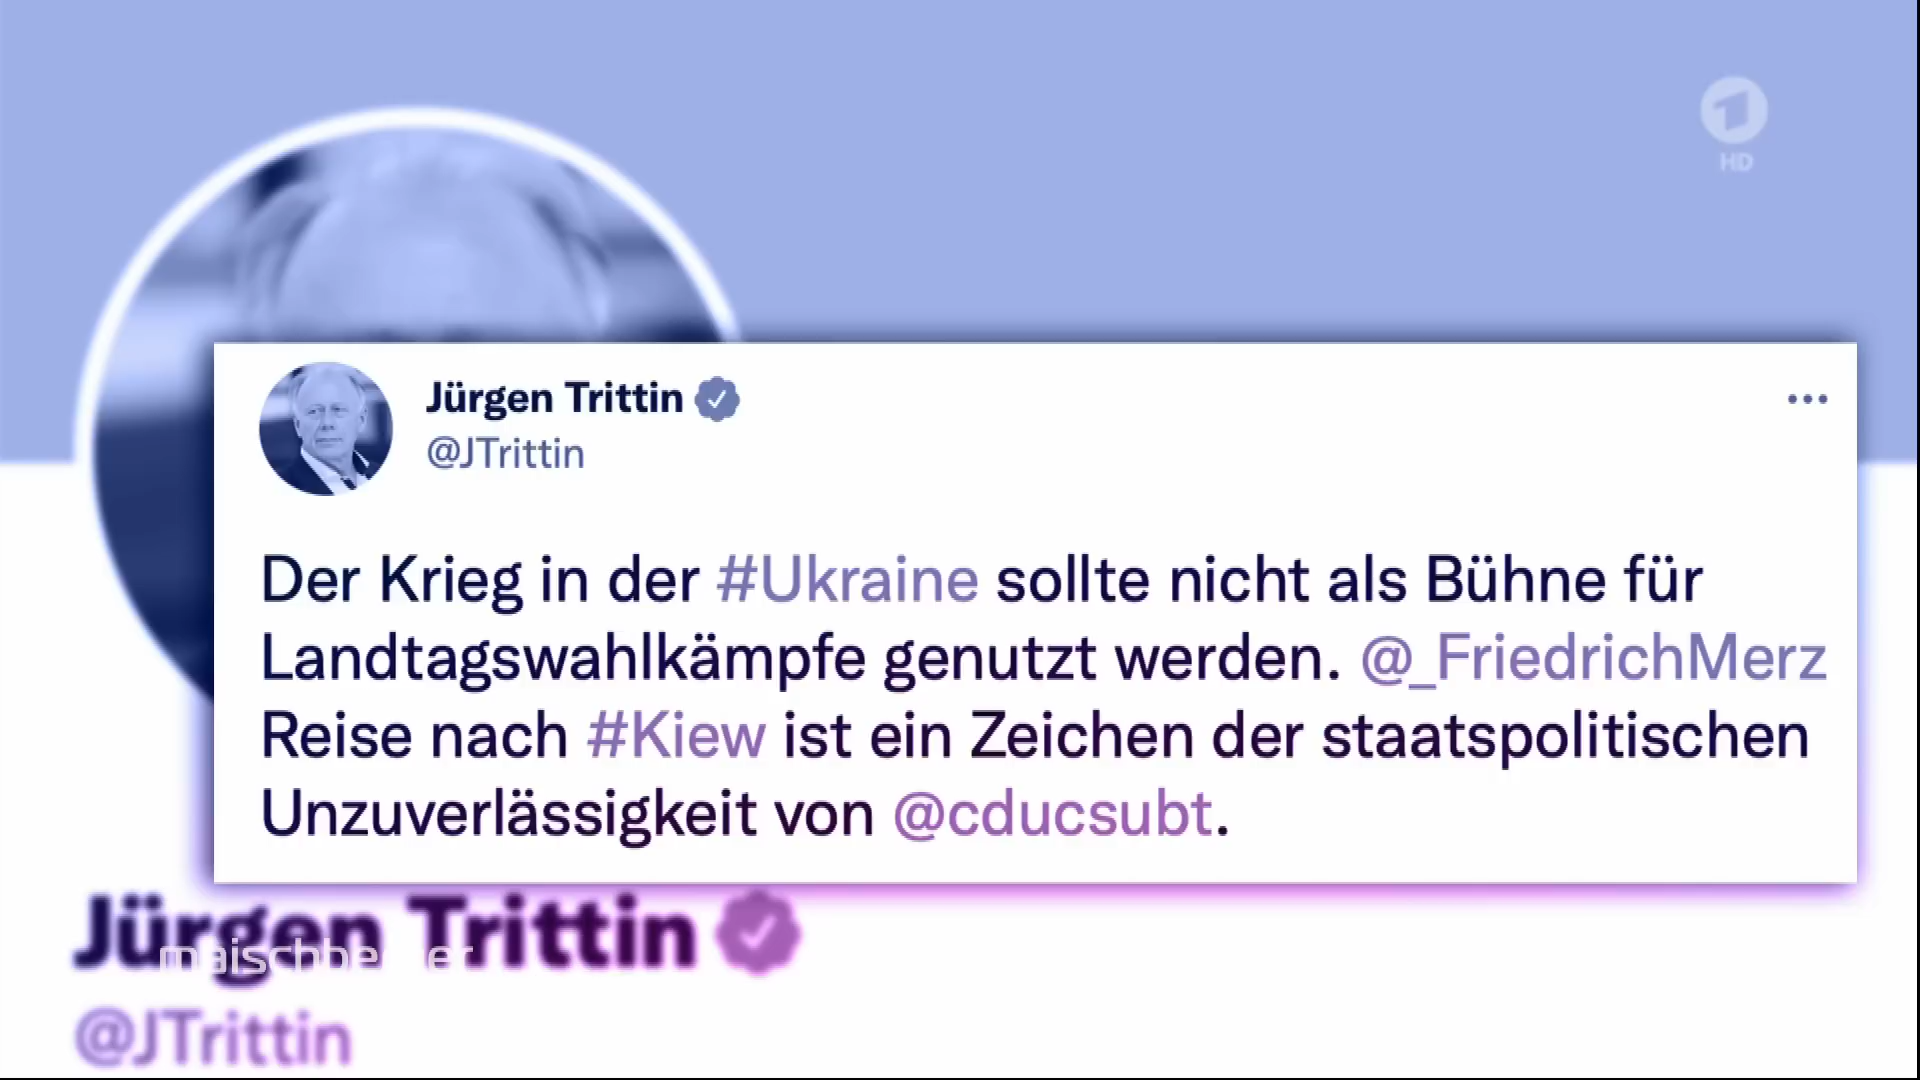 HD
Jürgen Trittin
@JTrittin
Der Krieg in der #Ukraine sollte nicht als Bühne für
Landtagswahlkämpfe genutzt werden. @_FriedrichMerz
Reise nach #Kiew ist ein Zeichen der staatspolitischen
Unzuverlässigkeit von @cducsubt.
Jürgen Trittin
maischberger
@JTrittin